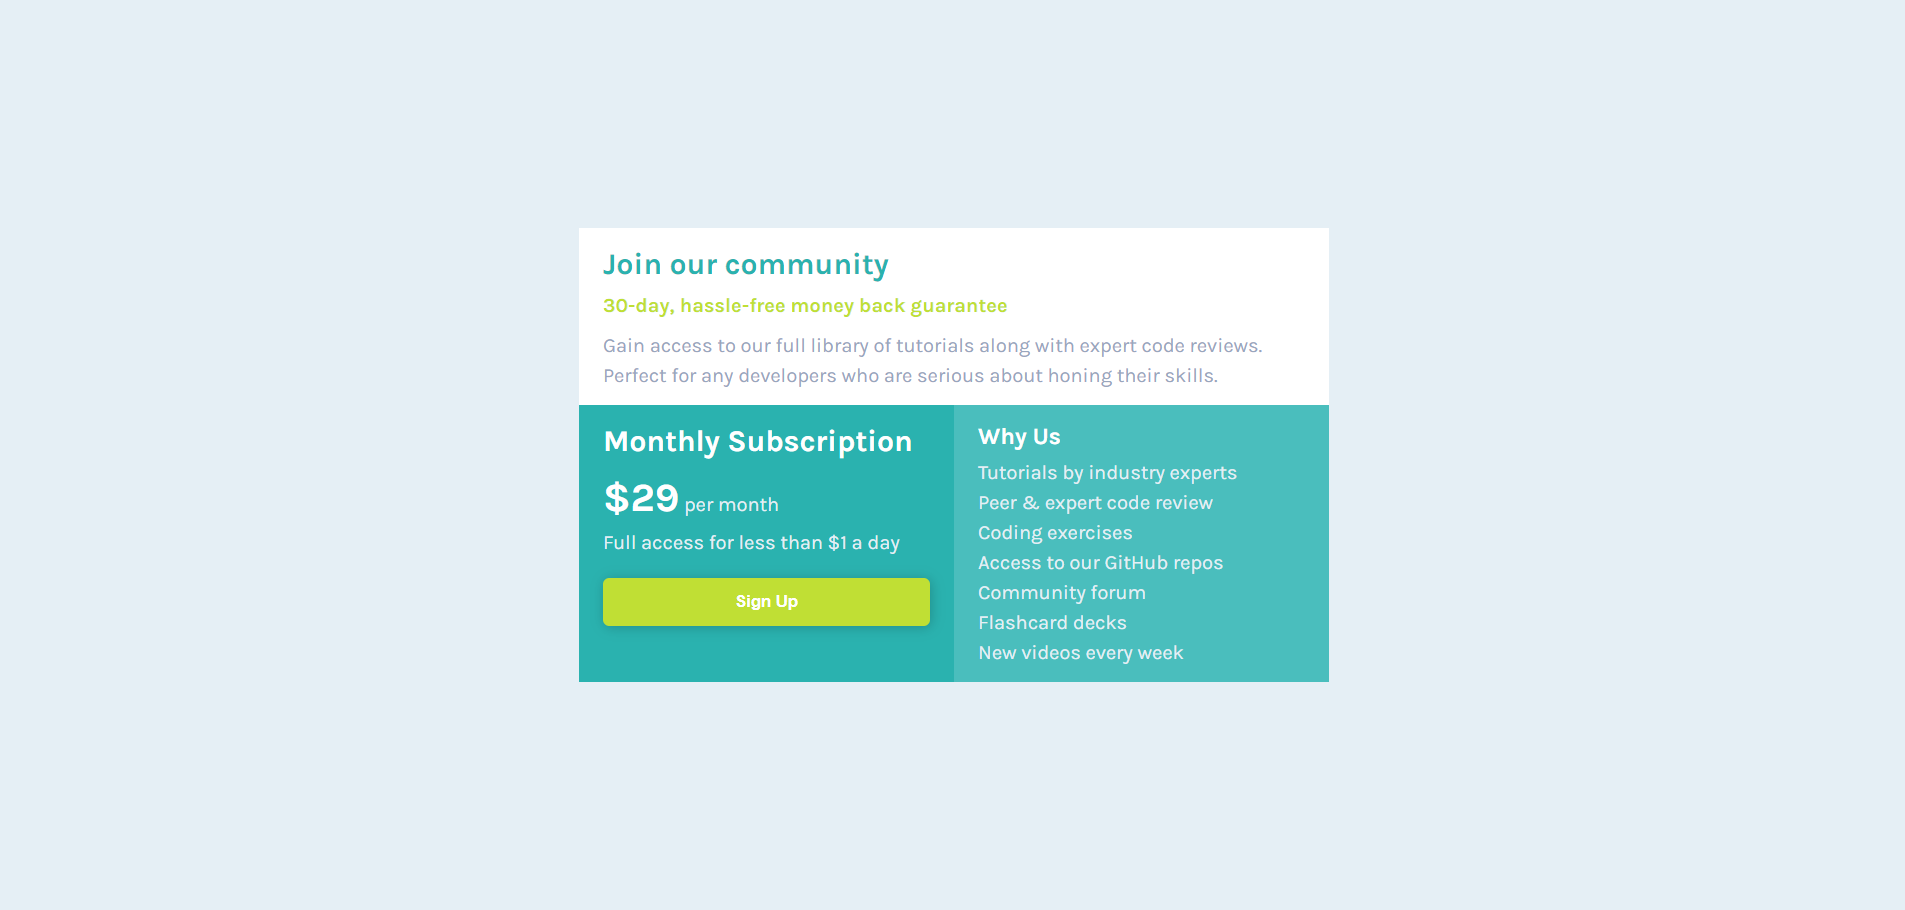 Join our community
30-day, hassle-free money back guarantee
Gain access to our full library of tutorials along with expert code reviews.
Perfect for any developers who are serious about honing their skills.
Monthly Subscription
$29 per month
Full access for less than $1 a day
Sign Up
Why Us
Tutorials by industry experts
Peer & expert code review
Coding exercises
Access to our GitHub repos
Community forum
Flashcard decks
New videos every week